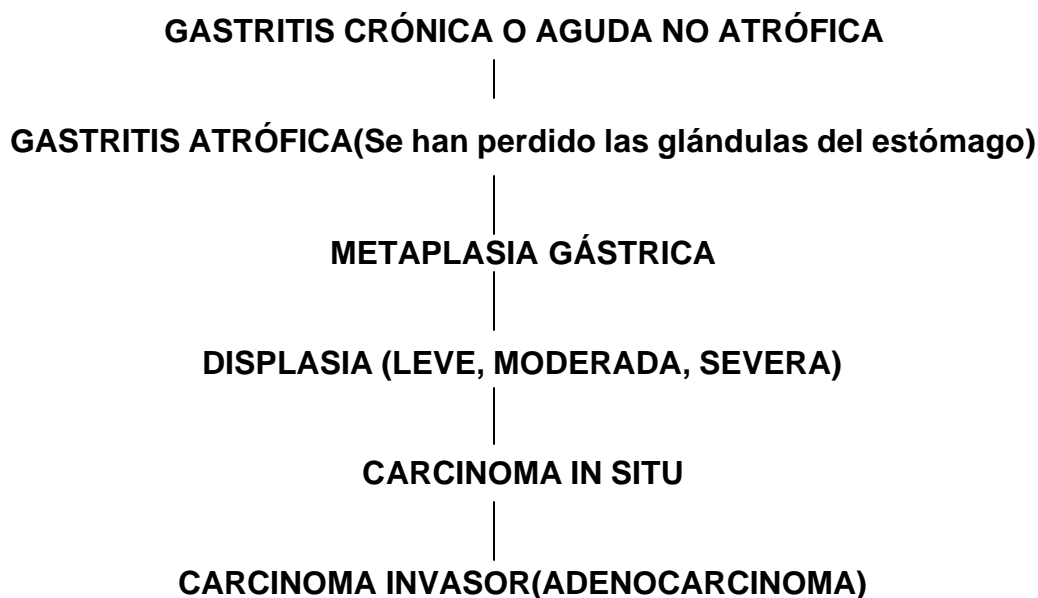 GASTRITIS CRÓNICA O AGUDA NO ATRÓFICA
GASTRITIS ATRÓFICA(Se han perdido las glándulas del estómago)
METAPLASIA GÁSTRICA
DISPLASIA (LEVE, MODERADA, SEVERA)
CARCINOMA IN SITU
CARCINOMA INVASOR(ADENOCARCINOMA)